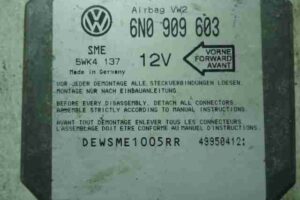 Airbag VW2
6N0 909 603
SME
5WK4 137
Made in Germany
12V
VORNE
FORWARD
AVANT
VOR JEDER DEMONTAGE ALLE STECKVERBINDUNGEN LOESEN,
MONTAGE NUR NACH EINBAUANLEITUNG.
BEFORE EVERY DISASSEMBLY, DETACH ALL CONNECTORS.
ASSEMBLE STRICTLY ACCORDING TO MANUAL INSTRUCTIONS.
AVANT TOUT DEMONTAGE ENLEVER TOUS LES CONNECTEURS
L'ASSEMBLAGE DOIT ETRE CONFORME AU MANUEL D'INSTRUCTIONS.
DEWSME1005RR
49950412